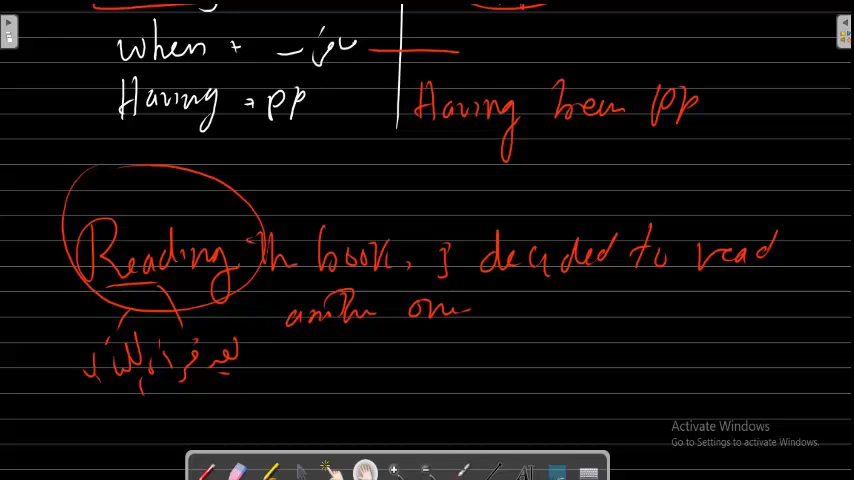 when + -ing
Having + pp
Having been pp
Reading the book, I decided to read
another one
Activate Windows
Go to Settings to activate Windows.